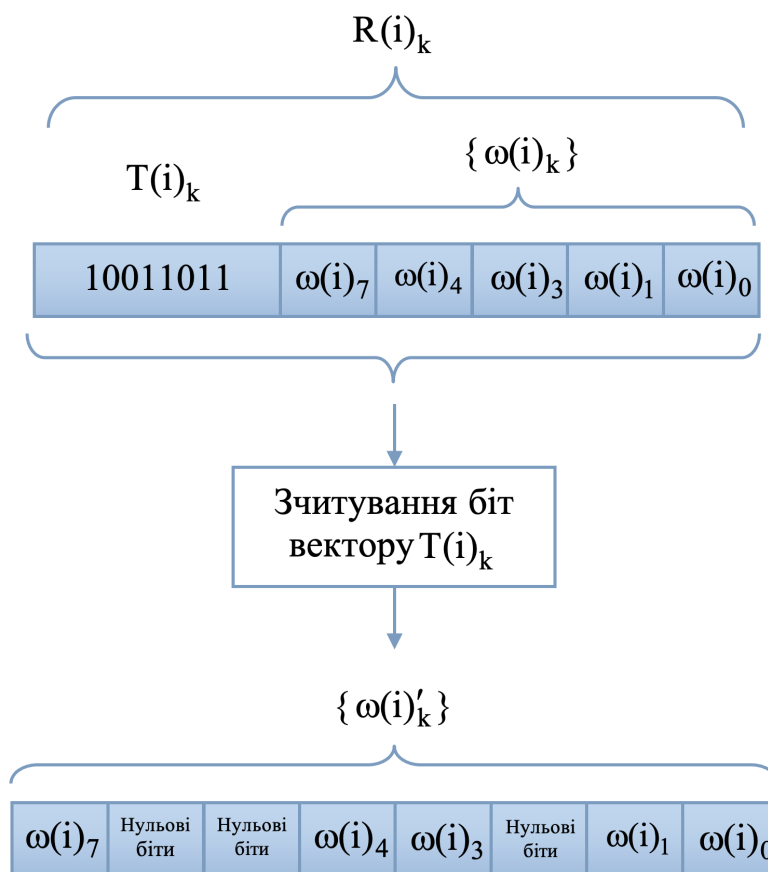 R(i)ₖ
{ω(i)ₖ}
T(i)ₖ
10011011 ω(i)₇ ω(i)₄ ω(i)₃ ω(i)₁ ω(i)₀
Зчитування біт
вектору T(i)ₖ
{ω(i)′ₖ}
ω(i)₇ Нульові біти Нульові біти ω(i)₄ ω(i)₃ Нульові біти ω(i)₁ ω(i)₀